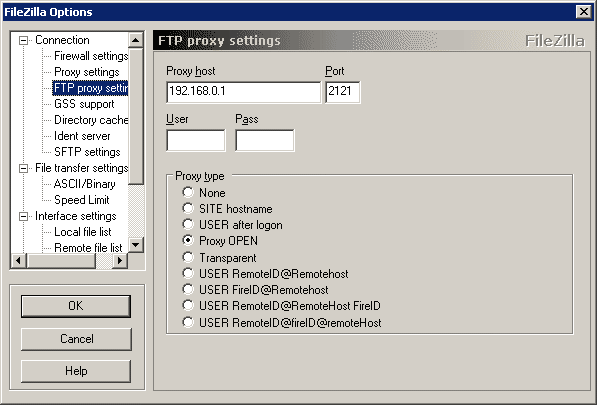 FileZilla Options
Connection
Firewall settings
Proxy settings
FTP proxy settin
GSS support
Directory cache
Ident server
SFTP settings
File transfer settings
ASCII/Binary
Speed Limit
Interface settings
Local file list
Remote file list
OK
Cancel
Help
FTP proxy settings
FileZilla
Proxy host
Port
192.168.0.1
2121
User
Pass
Proxy type
None
SITE hostname
USER after logon
Proxy OPEN
Transparent
USER RemoteID@Remotehost
USER FireID@Remotehost
USER RemoteID@RemoteHost FireID
USER RemoteID@fireID@remoteHost